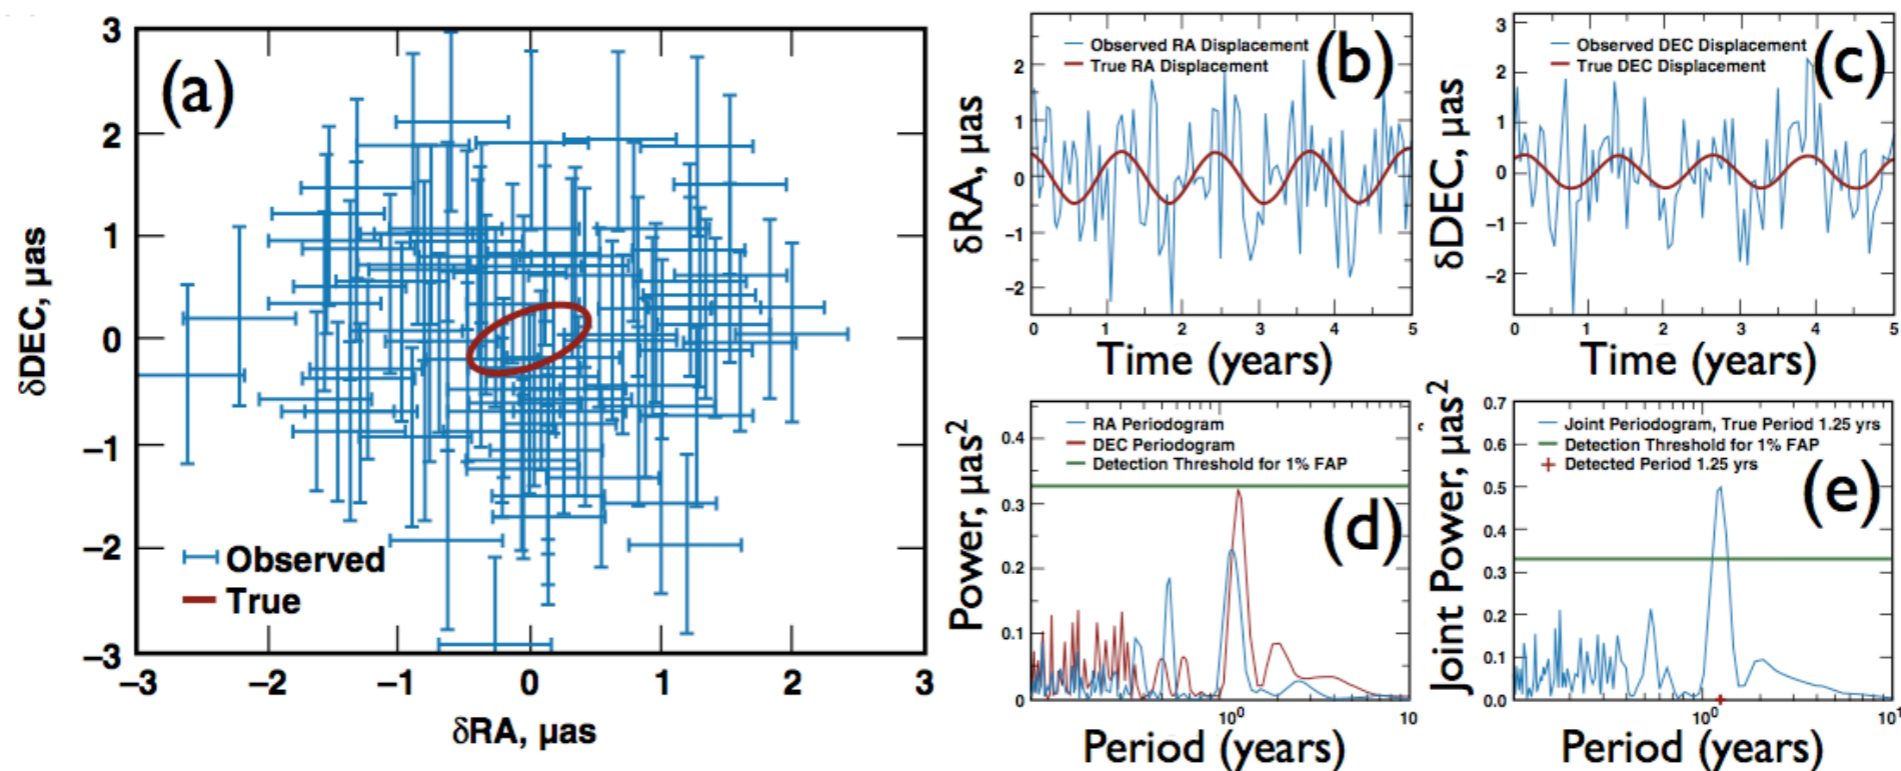 (a)
3
2
1
0
−1
−2
−3
δDEC, µas
Observed
True
−3 −2 −1 0 1 2 3
δRA, µas
(b)
Observed RA Displacement
True RA Displacement
2
1
0
−1
−2
δRA, µas
0 1 2 3 4 5
Time (years)
(c)
Observed DEC Displacement
True DEC Displacement
3
2
1
0
−1
−2
δDEC, µas
0 1 2 3 4 5
Time (years)
(d)
RA Periodogram
DEC Periodogram
Detection Threshold for 1% FAP
0.4
0.3
0.2
0.1
0
Power, µas2
10⁰ 10
Period (years)
(e)
Joint Periodogram, True Period 1.25 yrs
Detection Threshold for 1% FAP
Detected Period 1.25 yrs
0.7
0.6
0.5
0.4
0.3
0.2
0.1
0.0
Joint Power, µas2
10⁰ 10¹
Period (years)